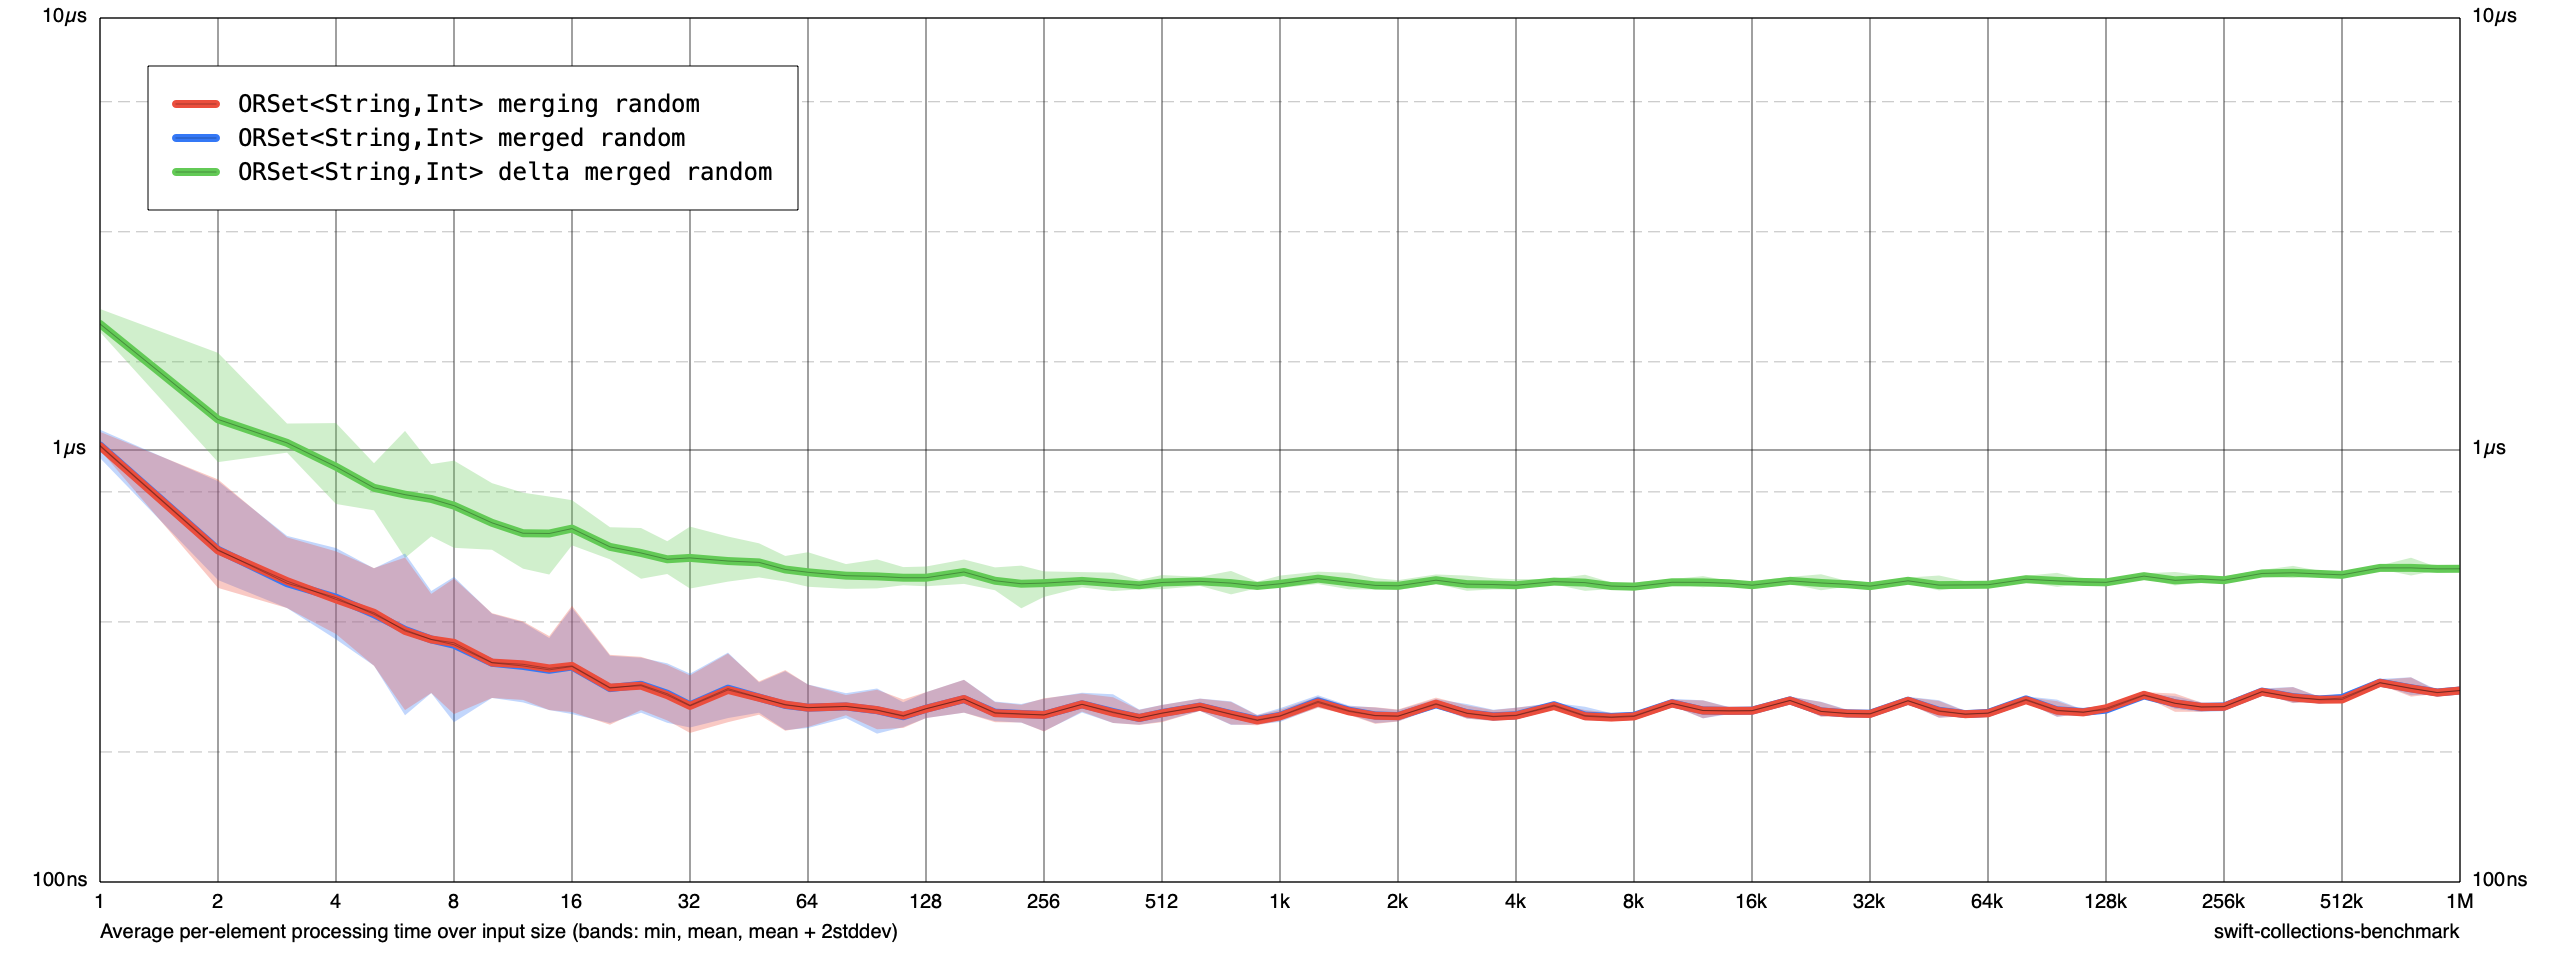 10µs
10µs
ORSet<String,Int> merging random
ORSet<String,Int> merged random
ORSet<String,Int> delta merged random
1µs
1µs
100ns
100ns
1 2 4 8 16 32 64 128 256 512 1k 2k 4k 8k 16k 32k 64k 128k 256k 512k 1M
Average per-element processing time over input size (bands: min, mean, mean + 2stddev)
swift-collections-benchmark